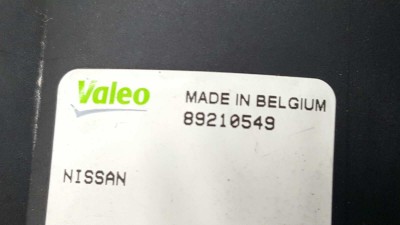 Valeo
MADE IN BELGIUM
89210549
NISSAN